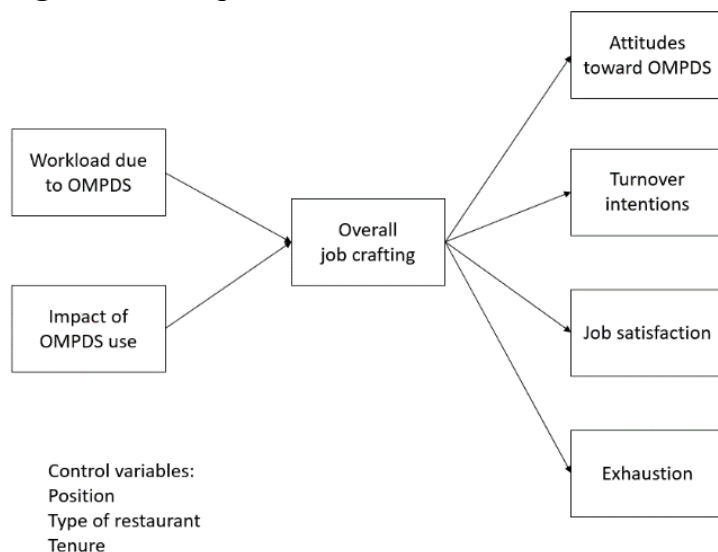 Workload due
to OMPDS
Impact of
OMPDS use
Overall
job crafting
Attitudes
toward OMPDS
Turnover
intentions
Job satisfaction
Exhaustion
Control variables:
Position
Type of restaurant
Tenure